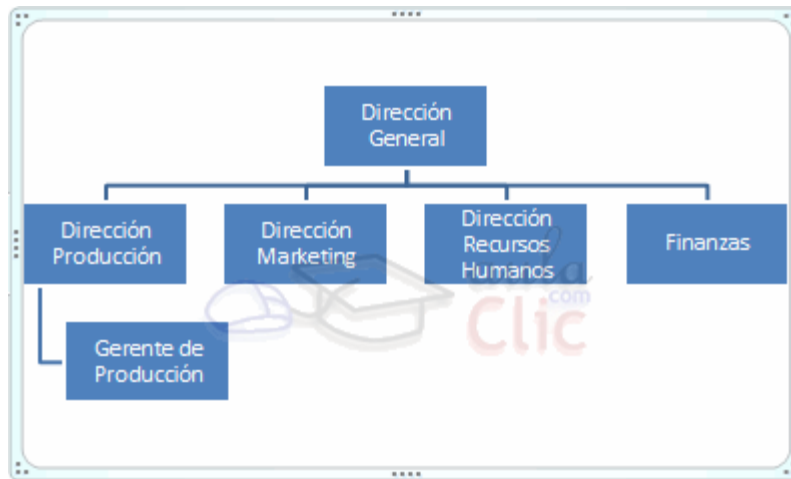 Dirección
General
Dirección
Producción
Dirección
Marketing
Dirección
Recursos
Humanos
Finanzas
Gerente de
Producción
aula
.com
Clic